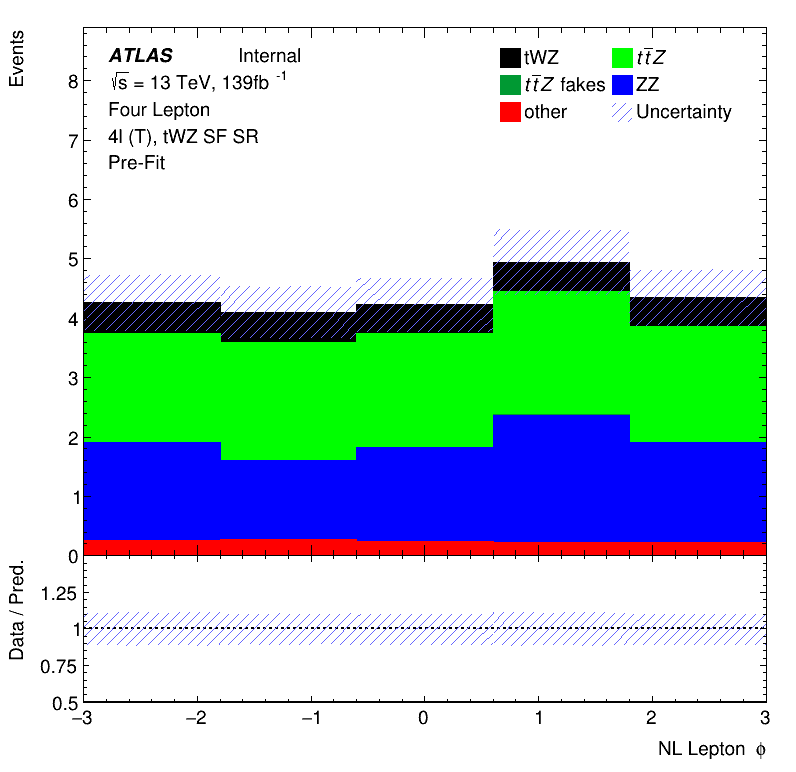 Events
8
7
6
5
4
3
2
1
0
ATLAS Internal
√s = 13 TeV, 139fb⁻¹
Four Lepton
4l (T), tWZ SF SR
Pre-Fit
tWZ
tt̄Z
tt̄Z fakes
ZZ
other
Uncertainty
Data / Pred.
1.25
1
0.75
0.5
−3 −2 −1 0 1 2 3
NL Lepton ϕ